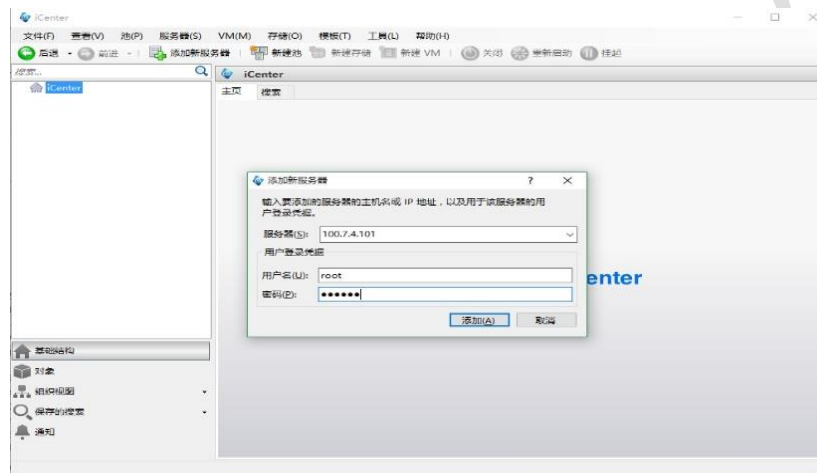 iCenter
文件(F) 查看(V) 池(P) 服务器(S) VM(M) 存储(O) 模板(T) 工具(L) 帮助(H)
后退 前进 添加新服务器 新建池 新建存储 新建 VM 关闭 重新启动 挂起
搜索...
iCenter
iCenter
主页 搜索
添加新服务器 ?
输入要添加的服务器的主机名或 IP 地址，以及用于该服务器的用
户登录凭据。
服务器(S): 100.7.4.101
用户登录凭据
用户名(U): root
密码(P): ●●●●●●
添加(A) 取消
enter
基础结构
对象
组织视图
保存的搜索
通知